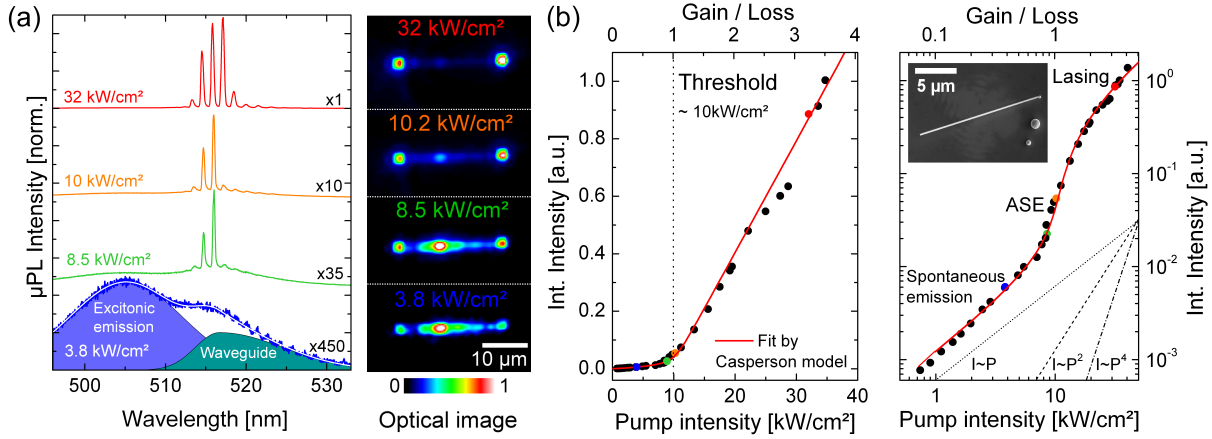 (a)
µPL Intensity [norm.]
32 kW/cm²
x1
10 kW/cm²
x10
8.5 kW/cm²
x35
Excitonic
emission
3.8 kW/cm²
Waveguide
x450
500
510
520
530
Wavelength [nm]
32 kW/cm²
10.2 kW/cm²
8.5 kW/cm²
3.8 kW/cm²
10 µm
0
1
Optical image
(b)
Gain / Loss
0 1 2 3 4
Int. Intensity [a.u.]
1.0
0.8
0.6
0.4
0.2
0.0
Threshold
~ 10kW/cm²
Fit by
Casperson model
0 10 20 30 40
Pump intensity [kW/cm²]
Gain / Loss
0.1 1
5 µm
Lasing
ASE
Spontaneous
emission
I~P
I~P²
I~P⁴
10⁰
10⁻¹
10⁻²
10⁻³
Int. Intensity [a.u.]
1 10
Pump intensity [kW/cm²]